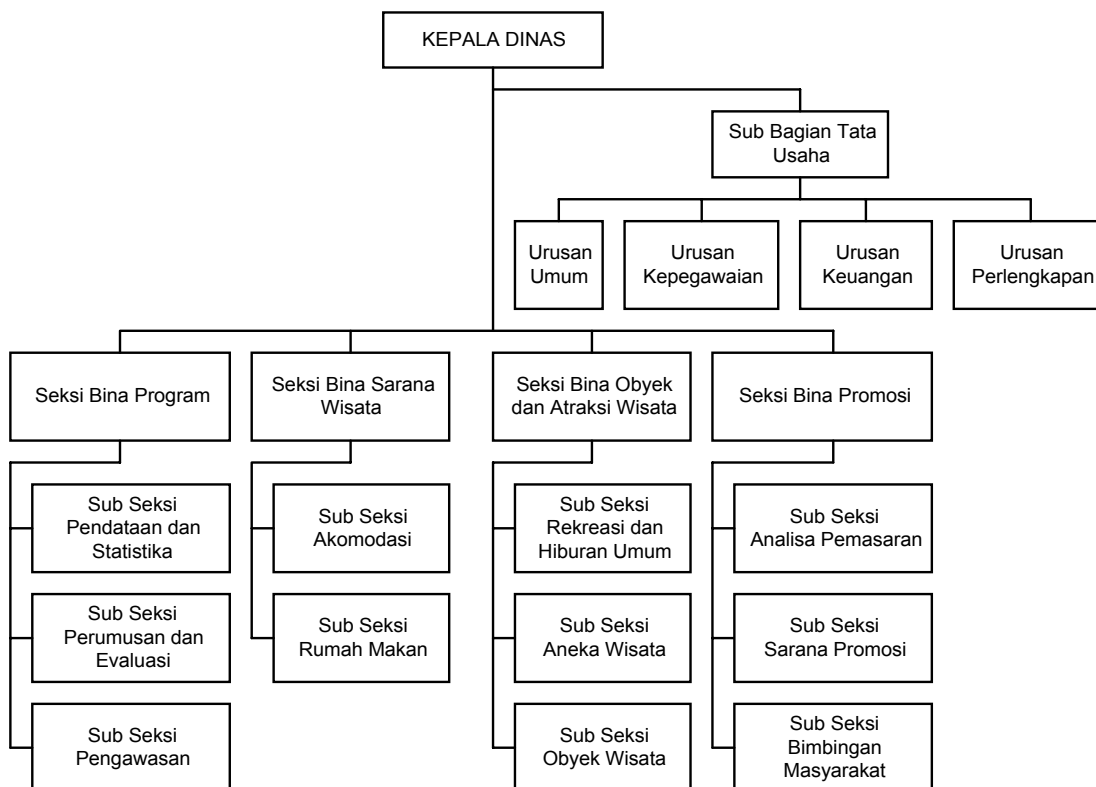 KEPALA DINAS
Sub Bagian Tata
Usaha
Urusan
Umum
Urusan
Kepegawaian
Urusan
Keuangan
Urusan
Perlengkapan
Seksi Bina Program
Seksi Bina Sarana
Wisata
Seksi Bina Obyek
dan Atraksi Wisata
Seksi Bina Promosi
Sub Seksi
Pendataan dan
Statistika
Sub Seksi
Akomodasi
Sub Seksi
Rekreasi dan
Hiburan Umum
Sub Seksi
Analisa Pemasaran
Sub Seksi
Perumusan dan
Evaluasi
Sub Seksi
Rumah Makan
Sub Seksi
Aneka Wisata
Sub Seksi
Sarana Promosi
Sub Seksi
Pengawasan
Sub Seksi
Obyek Wisata
Sub Seksi
Bimbingan
Masyarakat